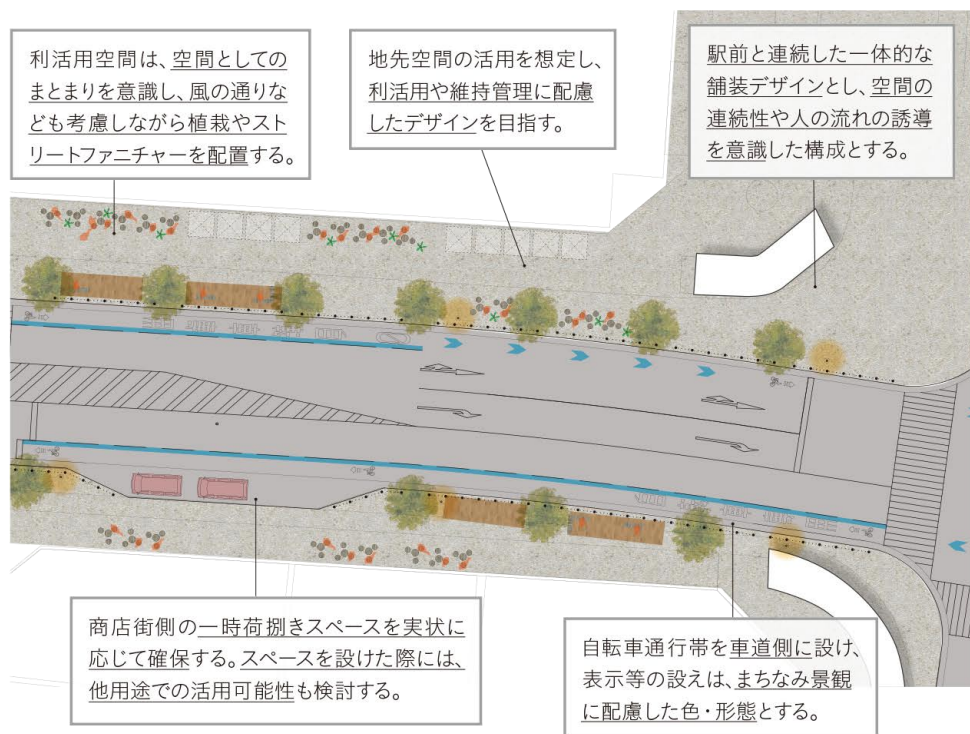 利活用空間は、空間としての
まとまりを意識し、風の通りな
ども考慮しながら植栽やスト
リートファニチャーを配置する。
地先空間の活用を想定し、
利活用や維持管理に配慮
したデザインを目指す。
駅前と連続した一体的な
舗装デザインとし、空間の
連続性や人の流れの誘導
を意識した構成とする。
商店街側の一時荷捌きスペースを実状に
応じて確保する。スペースを設けた際には、
他用途での活用可能性も検討する。
自転車通行帯を車道側に設け、
表示等の設えは、まちなみ景観
に配慮した色・形態とする。